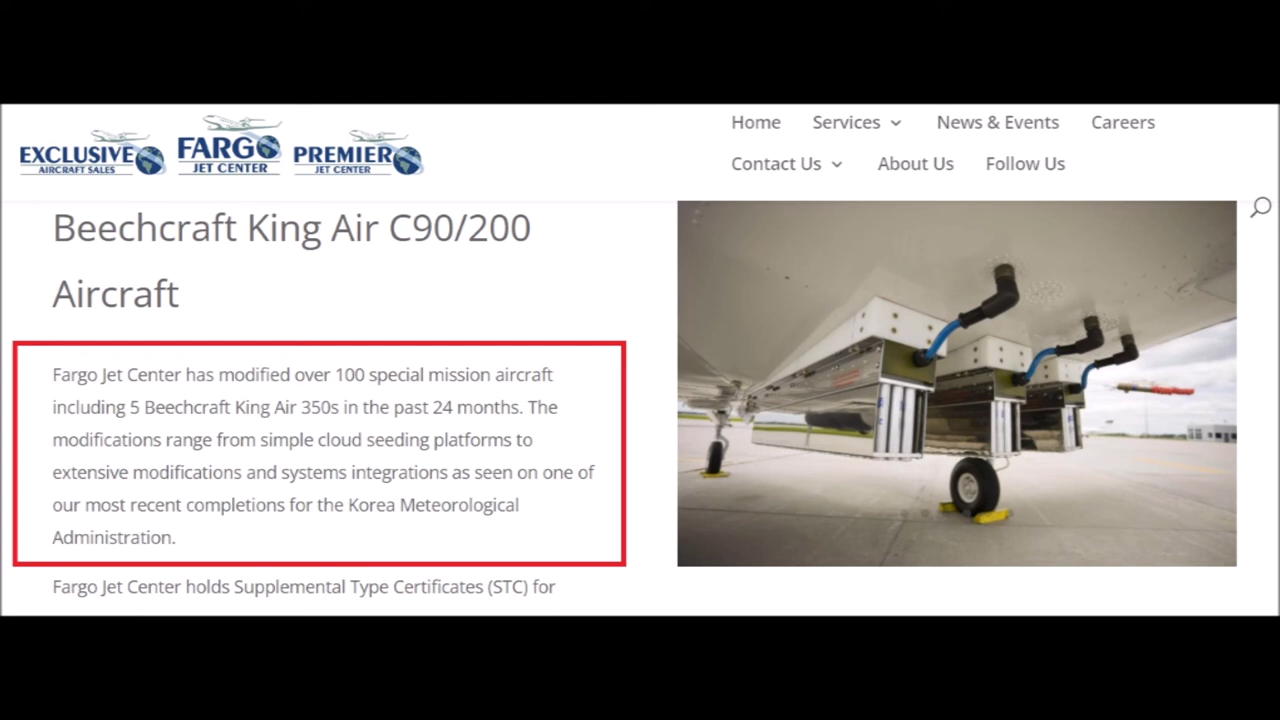 EXCLUSIVE
AIRCRAFT SALES
FARGO
JET CENTER
PREMIER
JET CENTER
Home Services News & Events Careers
Contact Us About Us Follow Us
Beechcraft King Air C90/200
Aircraft
Fargo Jet Center has modified over 100 special mission aircraft
including 5 Beechcraft King Air 350s in the past 24 months. The
modifications range from simple cloud seeding platforms to
extensive modifications and systems integrations as seen on one of
our most recent completions for the Korea Meteorological
Administration.
Fargo Jet Center holds Supplemental Type Certificates (STC) for